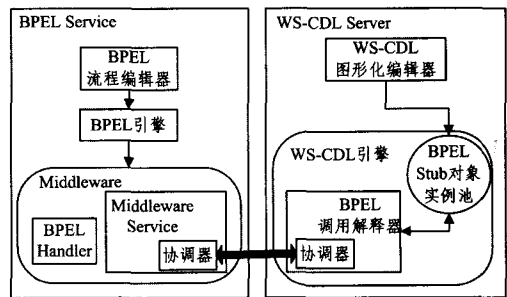 BPEL Service
BPEL
流程编辑器
BPEL引擎
Middleware
BPEL
Handler
Middleware
Service
协调器
WS-CDL Server
WS-CDL
图形化编辑器
WS-CDL引擎
BPEL
Stub对象
实例池
BPEL
调用解释器
协调器